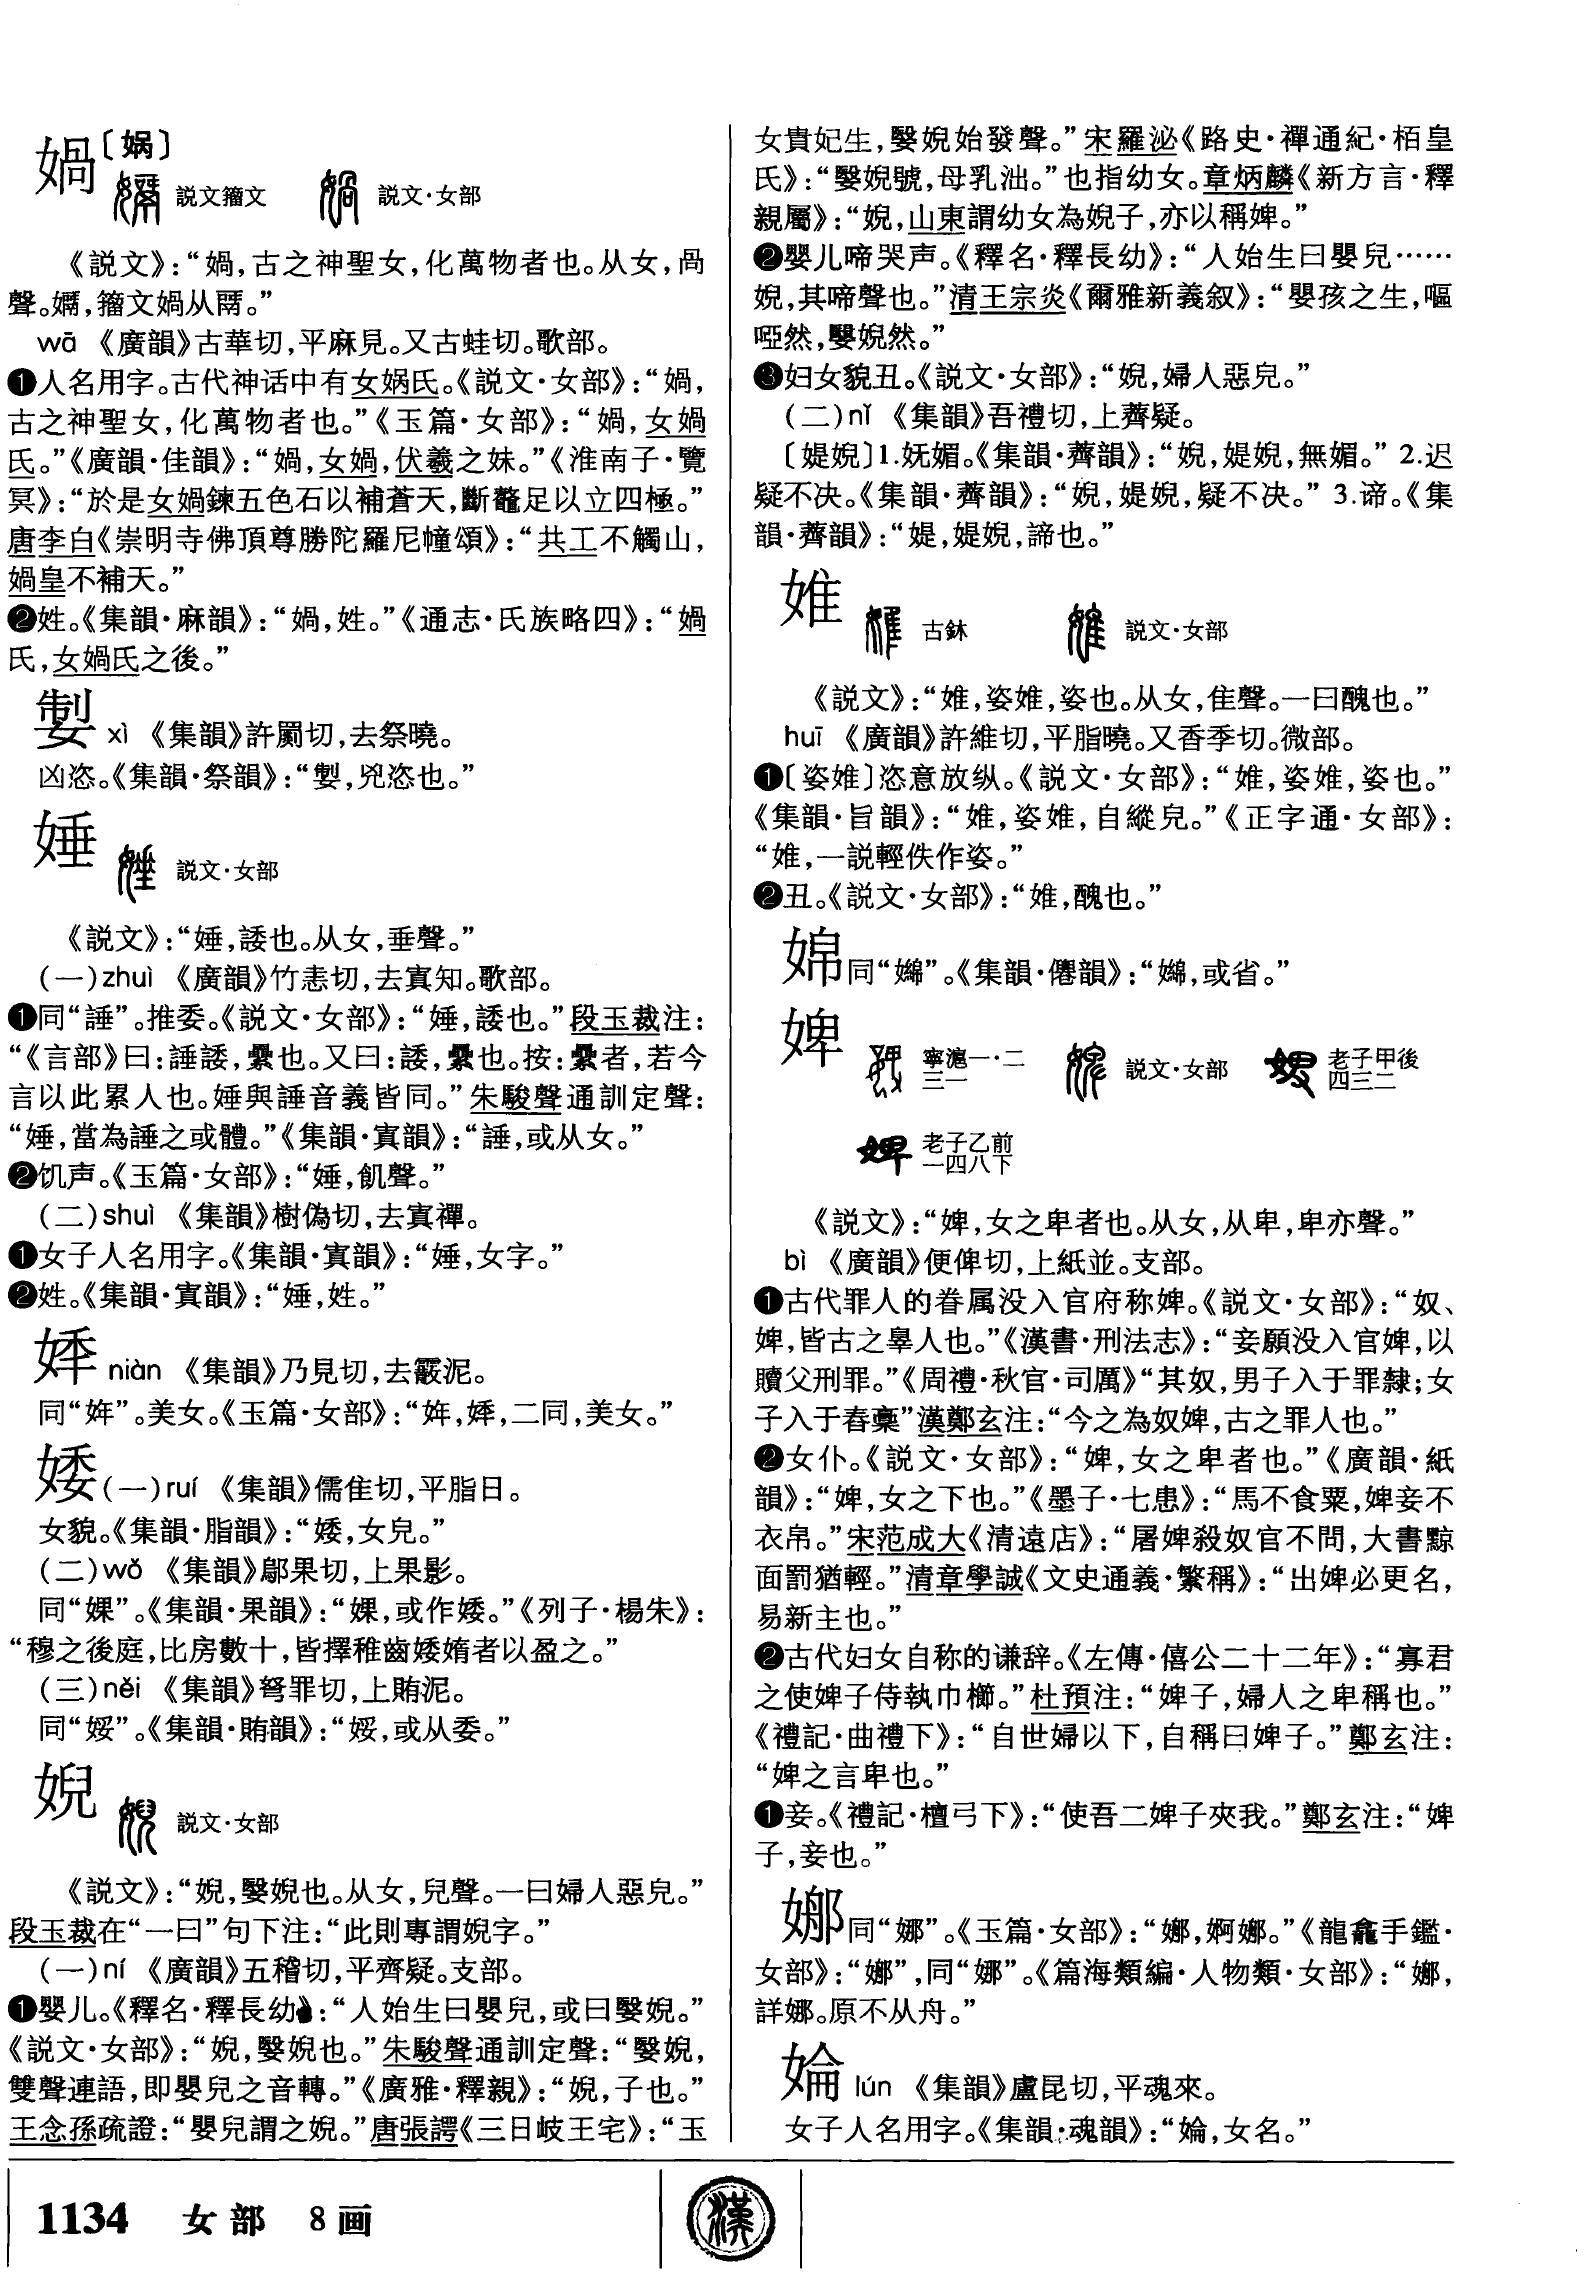 媧〔娲〕
説文籀文　説文·女部
《説文》：“媧，古之神聖女，化萬物者也。从女，咼
聲。㛄，籀文媧从𠕒。”
wā 《廣韻》古華切，平麻見。又古蛙切。歌部。
❶人名用字。古代神话中有女娲氏。《説文·女部》：“媧，
古之神聖女，化萬物者也。”《玉篇·女部》：“媧，女媧
氏。”《廣韻·佳韻》：“媧，女媧，伏羲之妹。”《淮南子·覽
冥》：“於是女媧鍊五色石以補蒼天，斷鼇足以立四極。”
唐李白《崇明寺佛頂尊勝陀羅尼幢頌》：“共工不觸山，
媧皇不補天。”
❷姓。《集韻·麻韻》：“媧，姓。”《通志·氏族略四》：“媧
氏，女媧氏之後。”
㛿 xì 《集韻》許罽切，去祭曉。
凶恣。《集韻·祭韻》：“㛿，兇恣也。”
娷
説文·女部
《説文》：“娷，諉也。从女，垂聲。”
(一)zhuì 《廣韻》竹恚切，去寘知。歌部。
❶同“諈”。推委。《説文·女部》：“娷，諉也。”段玉裁注：
“《言部》曰：諈諉，纍也。又曰：諉，纍也。按：纍者，若今
言以此累人也。娷與諈音義皆同。”朱駿聲通訓定聲：
“娷，當為諈之或體。”《集韻·寘韻》：“諈，或从女。”
❷饥声。《玉篇·女部》：“娷，飢聲。”
(二)shuì 《集韻》樹偽切，去寘禪。
❶女子人名用字。《集韻·寘韻》：“娷，女字。”
❷姓。《集韻·寘韻》：“娷，姓。”
niàn 《集韻》乃見切，去霰泥。
同“姩”。美女。《玉篇·女部》：“姩，二同，美女。”
婑(一)ruí 《集韻》儒隹切，平脂日。
女貌。《集韻·脂韻》：“婑，女皃。”
(二)wǒ 《集韻》鄔果切，上果影。
同“婐”。《集韻·果韻》：“婐，或作婑。”《列子·楊朱》：
“穆之後庭，比房數十，皆擇稚齒婑媠者以盈之。”
(三)něi 《集韻》弩罪切，上賄泥。
同“娞”。《集韻·賄韻》：“娞，或从委。”
婗
説文·女部
《説文》：“婗，嫛婗也。从女，兒聲。一曰婦人惡皃。”
段玉裁在“一曰”句下注：“此則專謂婗字。”
(一)ní 《廣韻》五稽切，平齊疑。支部。
❶婴儿。《釋名·釋長幼》：“人始生曰嬰兒，或曰嫛婗。”
《説文·女部》：“婗，嫛婗也。”朱駿聲通訓定聲：“嫛婗，
雙聲連語，即嬰兒之音轉。”《廣雅·釋親》：“婗，子也。”
王念孫疏證：“嬰兒謂之婗。”唐張諤《三日岐王宅》：“玉
女貴妃生，嫛婗始發聲。”宋羅泌《路史·禪通紀·栢皇
氏》：“嫛婗號，母乳泏。”也指幼女。章炳麟《新方言·釋
親屬》：“婗，山東謂幼女為婗子，亦以稱婢。”
❷婴儿啼哭声。《釋名·釋長幼》：“人始生曰嬰兒……
婗，其啼聲也。”清王宗炎《爾雅新義叙》：“嬰孩之生，嘔
啞然，嫛婗然。”
❸妇女貌丑。《説文·女部》：“婗，婦人惡皃。”
(二)nǐ 《集韻》吾禮切，上薺疑。
〔媞婗〕1.妩媚。《集韻·薺韻》：“婗，媞婗，無媚。” 2.迟
疑不决。《集韻·薺韻》：“婗，媞婗，疑不决。” 3.谛。《集
韻·薺韻》：“媞，媞婗，諦也。”
婎
古鉥　説文·女部
《説文》：“婎，姿婎，姿也。从女，隹聲。一曰醜也。”
huī 《廣韻》許維切，平脂曉。又香季切。微部。
❶〔姿婎〕恣意放纵。《説文·女部》：“婎，姿婎，姿也。”
《集韻·旨韻》：“婎，姿婎，自縱皃。”《正字通·女部》：
“婎，一説輕佚作姿。”
❷丑。《説文·女部》：“婎，醜也。”
婂同“嬵”。《集韻·僊韻》：“嬵，或省。”
婢
寧滬一·二三一　説文·女部　老子甲後四三二
老子乙前一四八下
《説文》：“婢，女之卑者也。从女，从卑，卑亦聲。”
bì 《廣韻》便俾切，上紙並。支部。
❶古代罪人的眷属没入官府称婢。《説文·女部》：“奴、
婢，皆古之辠人也。”《漢書·刑法志》：“妾願没入官婢，以
贖父刑罪。”《周禮·秋官·司厲》“其奴，男子入于罪隸；女
子入于舂槀”漢鄭玄注：“今之為奴婢，古之罪人也。”
❷女仆。《説文·女部》：“婢，女之卑者也。”《廣韻·紙
韻》：“婢，女之下也。”《墨子·七患》：“馬不食粟，婢妾不
衣帛。”宋范成大《清遠店》：“屠婢殺奴官不問，大書黥
面罰猶輕。”清章學誠《文史通義·繁稱》：“出婢必更名，
易新主也。”
❷古代妇女自称的谦辞。《左傳·僖公二十二年》：“寡君
之使婢子侍執巾櫛。”杜預注：“婢子，婦人之卑稱也。”
《禮記·曲禮下》：“自世婦以下，自稱曰婢子。”鄭玄注：
“婢之言卑也。”
❶妾。《禮記·檀弓下》：“使吾二婢子夾我。”鄭玄注：“婢
子，妾也。”
同“娜”。《玉篇·女部》：“婀。”《龍龕手鑑·
女部》：“”，同“娜”。《篇海類編·人物類·女部》：“
詳娜。原不从舟。”
婨 lún 《集韻》盧昆切，平魂來。
女子人名用字。《集韻·魂韻》：“婨，女名。”
1134　女部　8画
漢